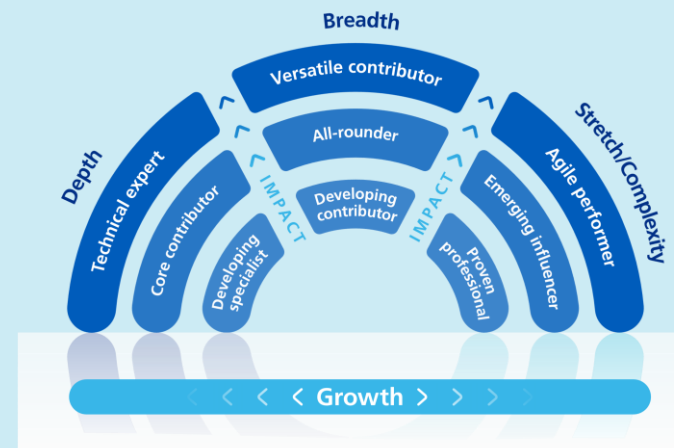 Breadth
Versatile contributor
All-rounder
Developing
contributor
Depth
Technical expert
Core contributor
Developing
specialist
IMPACT
IMPACT
Stretch/Complexity
Agile performer
Emerging influencer
Proven
professional
Growth